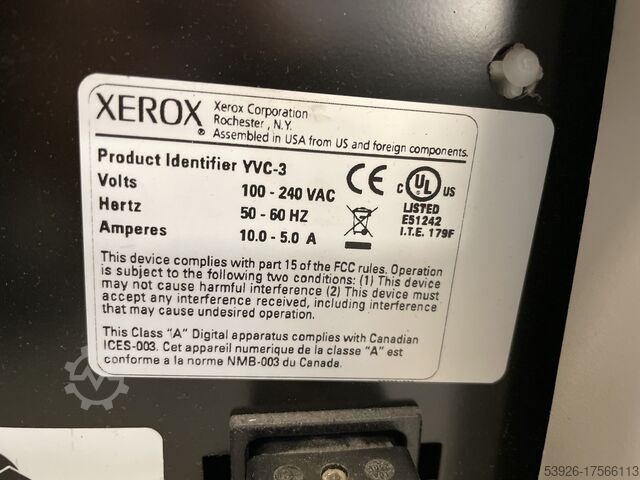 XEROX®
Xerox Corporation
Rochester , N.Y.
Assembled in USA from US and foreign components.
Product Identifier YVC-3
Volts 100 - 240 VAC
Hertz 50 - 60 HZ
Amperes 10.0 - 5.0 A
CE
C UL US
LISTED
E51242
I.T.E. 179F
This device complies with part 15 of the FCC rules. Operation
is subject to the following two conditions: (1) This device
may not cause harmful interference (2) This device must
accept any interference received, including interference
that may cause undesired operation.
This Class "A" Digital apparatus complies with Canadian
ICES-003. Cet appareil numerique de la classe "A" est
conforme a la norme NMB-003 du Canada.
53926-17566113